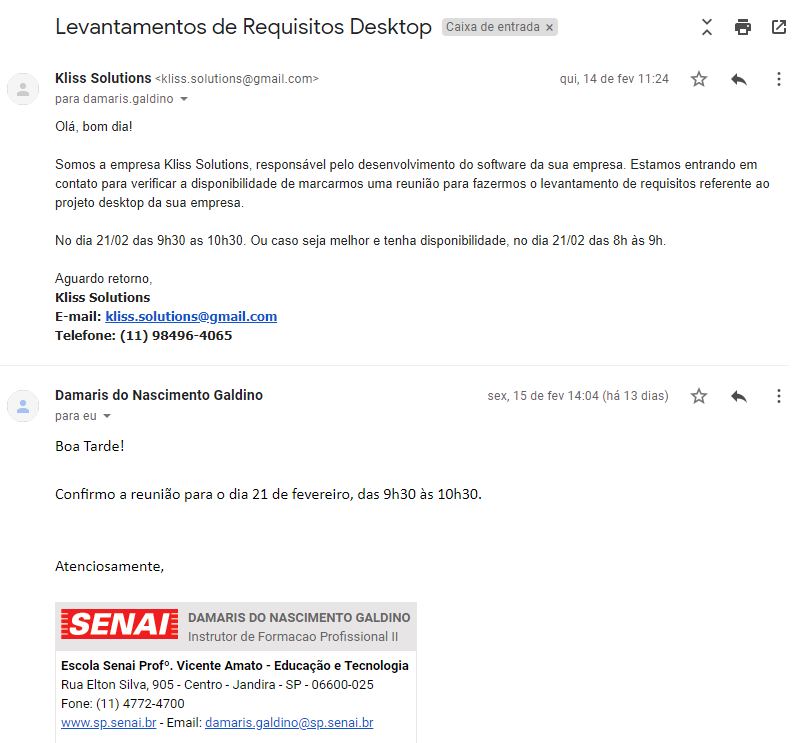 Levantamentos de Requisitos Desktop Caixa de entrada ×
Kliss Solutions <kliss.solutions@gmail.com> qui, 14 de fev 11:24
para damaris.galdino
Olá, bom dia!
Somos a empresa Kliss Solutions, responsável pelo desenvolvimento do software da sua empresa. Estamos entrando em
contato para verificar a disponibilidade de marcarmos uma reunião para fazermos o levantamento de requisitos referente ao
projeto desktop da sua empresa.
No dia 21/02 das 9h30 as 10h30. Ou caso seja melhor e tenha disponibilidade, no dia 21/02 das 8h às 9h.
Aguardo retorno,
Kliss Solutions
E-mail: kliss.solutions@gmail.com
Telefone: (11) 98496-4065
Damaris do Nascimento Galdino sex, 15 de fev 14:04 (há 13 dias)
para eu
Boa Tarde!
Confirmo a reunião para o dia 21 de fevereiro, das 9h30 às 10h30.
Atenciosamente,
SENAI DAMARIS DO NASCIMENTO GALDINO
Instrutor de Formacao Profissional II
Escola Senai Profº. Vicente Amato - Educação e Tecnologia
Rua Elton Silva, 905 - Centro - Jandira - SP - 06600-025
Fone: (11) 4772-4700
www.sp.senai.br - Email: damaris.galdino@sp.senai.br